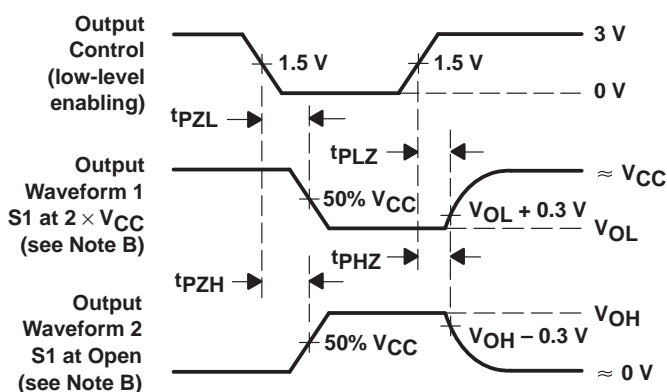 Output
Control
(low-level
enabling)
3 V
1.5 V
1.5 V
0 V
tPZL
tPLZ
Output
Waveform 1
S1 at 2 × VCC
(see Note B)
≈ VCC
50% VCC
VOL + 0.3 V
VOL
tPZH
tPHZ
Output
Waveform 2
S1 at Open
(see Note B)
VOH
50% VCC
VOH – 0.3 V
≈ 0 V